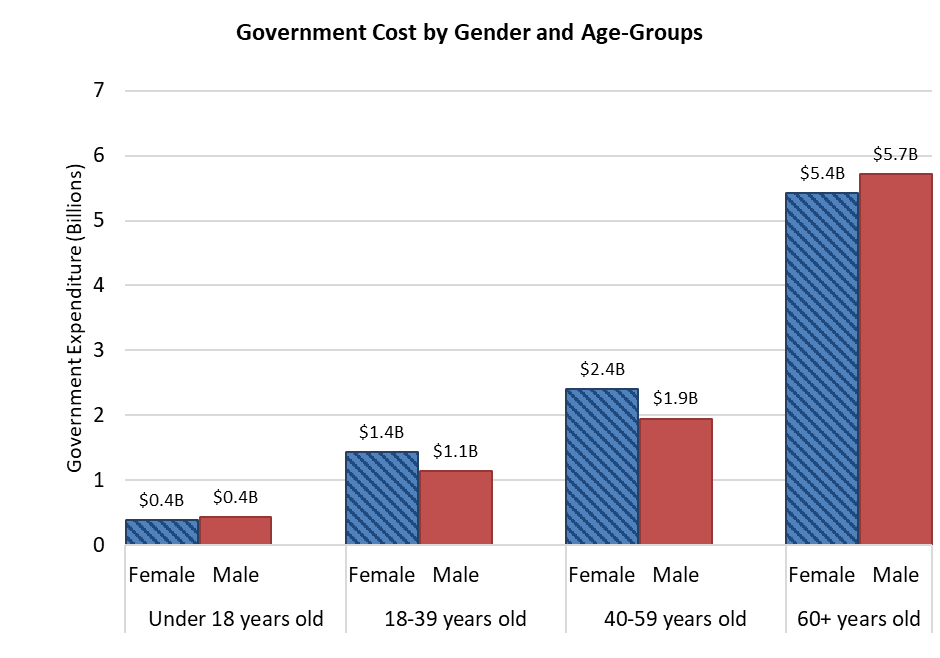 Government Cost by Gender and Age-Groups
Government Expenditure (Billions)
7
6
5
4
3
2
1
0
$0.4B
$0.4B
$1.4B
$1.1B
$2.4B
$1.9B
$5.4B
$5.7B
Female Male Female Male Female Male Female Male
Under 18 years old 18-39 years old 40-59 years old 60+ years old